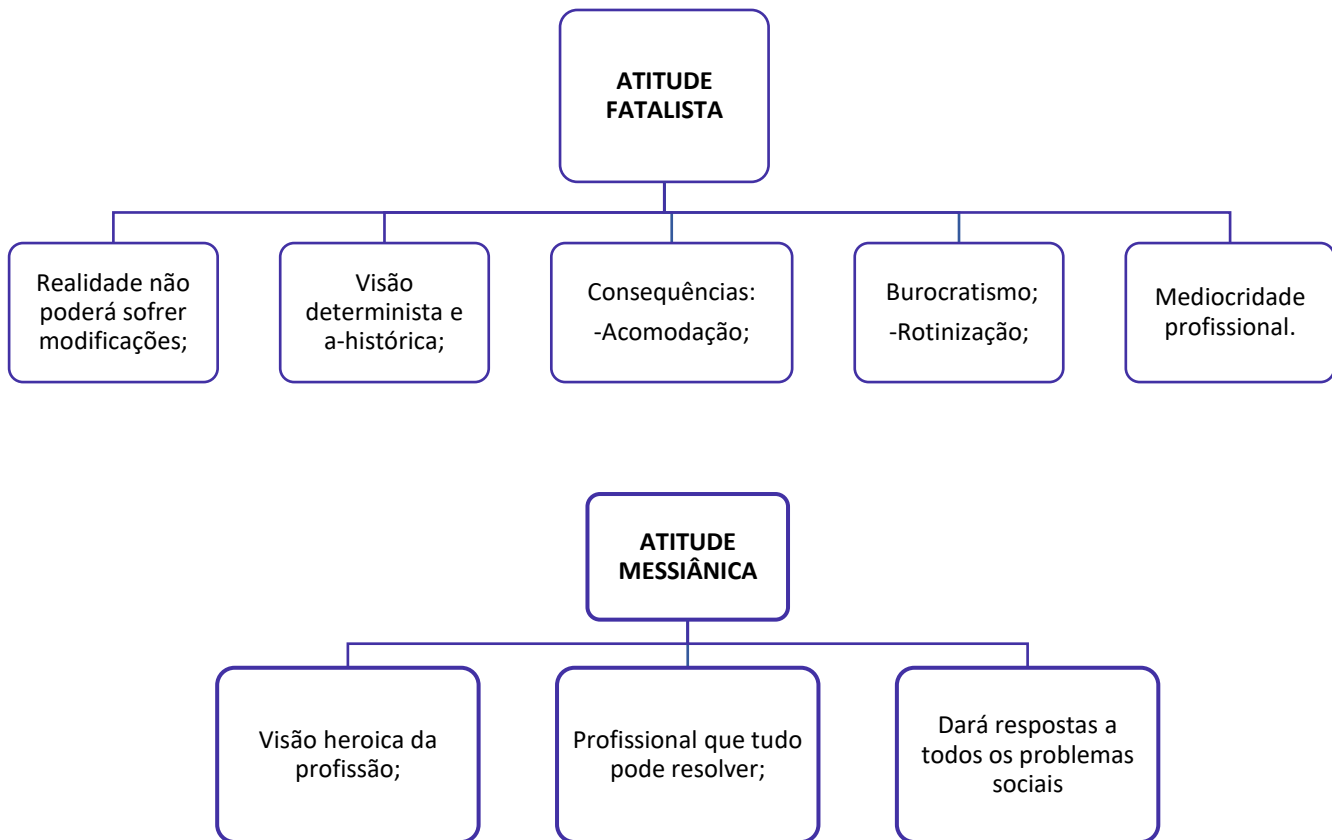 ATITUDE
FATALISTA
Realidade não
poderá sofrer
modificações;
Visão
determinista e
a-histórica;
Consequências:
-Acomodação;
Burocratismo;
-Rotinização;
Mediocridade
profissional.
ATITUDE
MESSIÂNICA
Visão heroica da
profissão;
Profissional que tudo
pode resolver;
Dará respostas a
todos os problemas
sociais